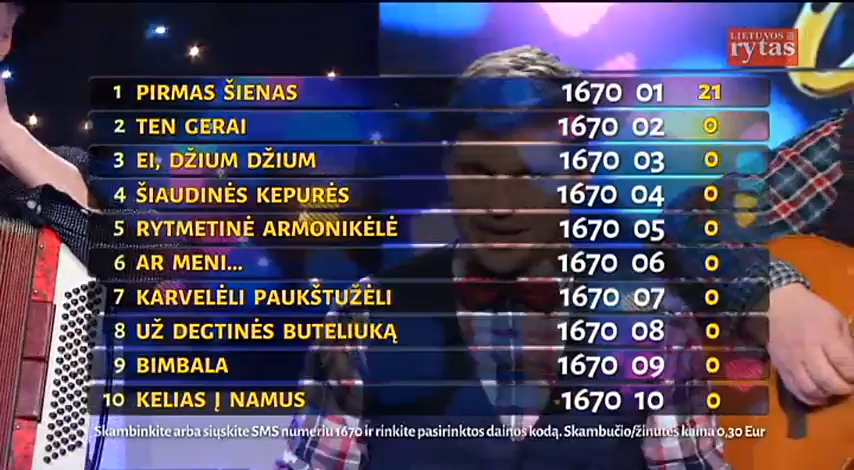 LIETUVOS
rytas
1 PIRMAS ŠIENAS 1670 01 21
2 TEN GERAI 1670 02 0
3 EI, DŽIUM DŽIUM 1670 03 0
4 ŠIAUDINĖS KEPURĖS 1670 04 0
5 RYTMETINĖ ARMONIKĖLĖ 1670 05 0
6 AR MENI... 1670 06 0
7 KARVELĖLI PAUKŠTUŽĖLI 1670 07 0
8 UŽ DEGTINĖS BUTELIUKĄ 1670 08 0
9 BIMBALA 1670 09 0
10 KELIAS Į NAMUS 1670 10 0
Skambinkite arba siųskite SMS numeriu 1670 ir rinkite pasirinktos dainos kodą. Skambučio/žinutės kaina 0,30 Eur